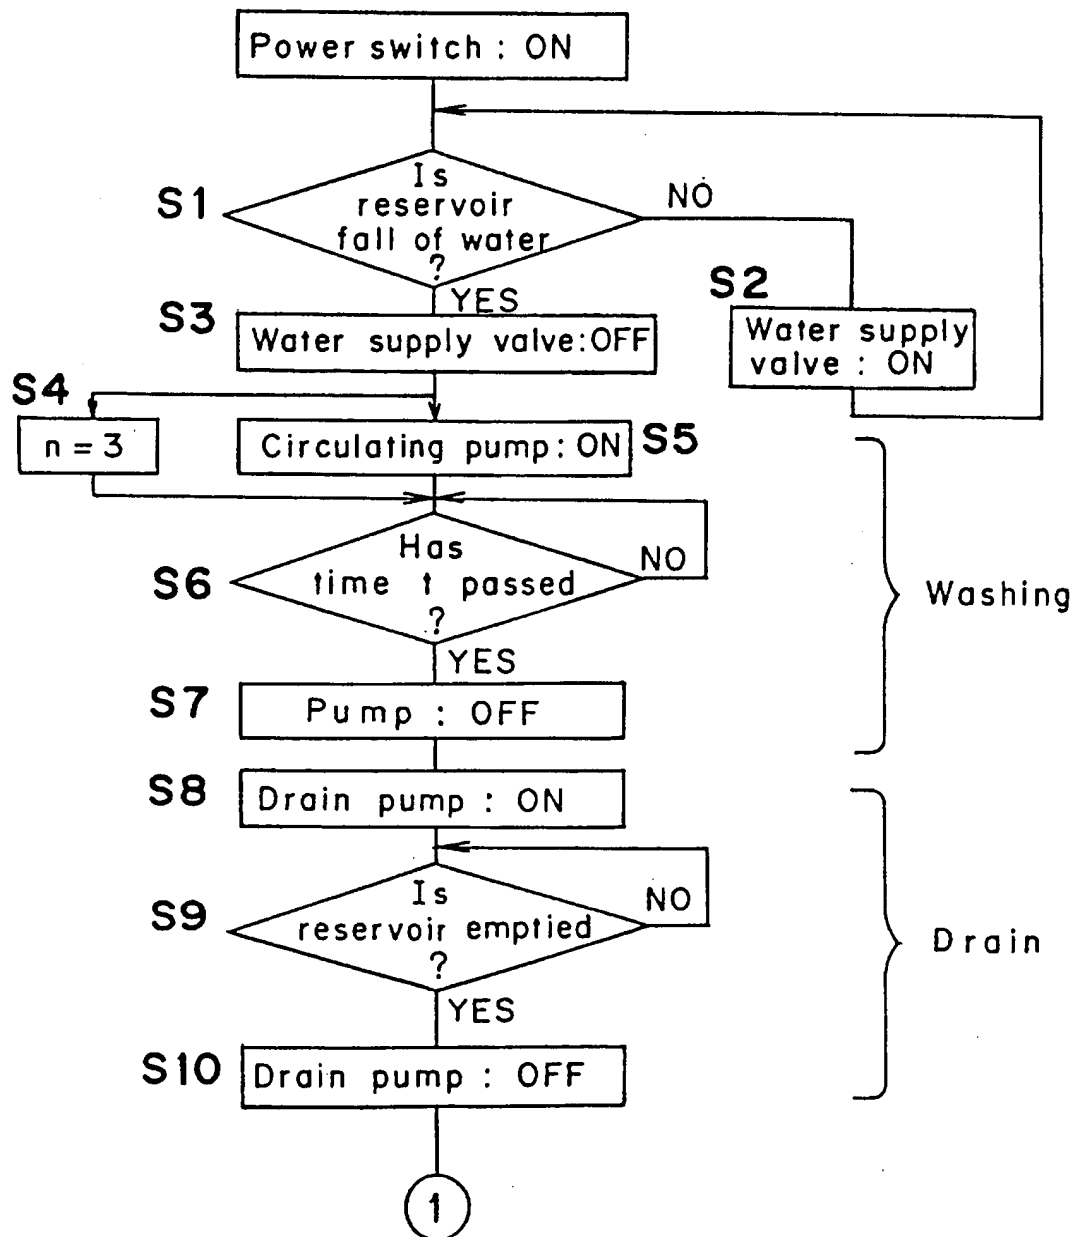 Power switch : ON
S1
Is
reservoir
fall of water
?
NO
YES
S2
Water supply
valve : ON
S3
Water supply valve:OFF
S4
n = 3
Circulating pump:ON
S5
S6
Has
time t passed
?
NO
YES
S7
Pump : OFF
Washing
S8
Drain pump : ON
S9
Is
reservoir emptied
?
NO
YES
Drain
S10
Drain pump : OFF
1